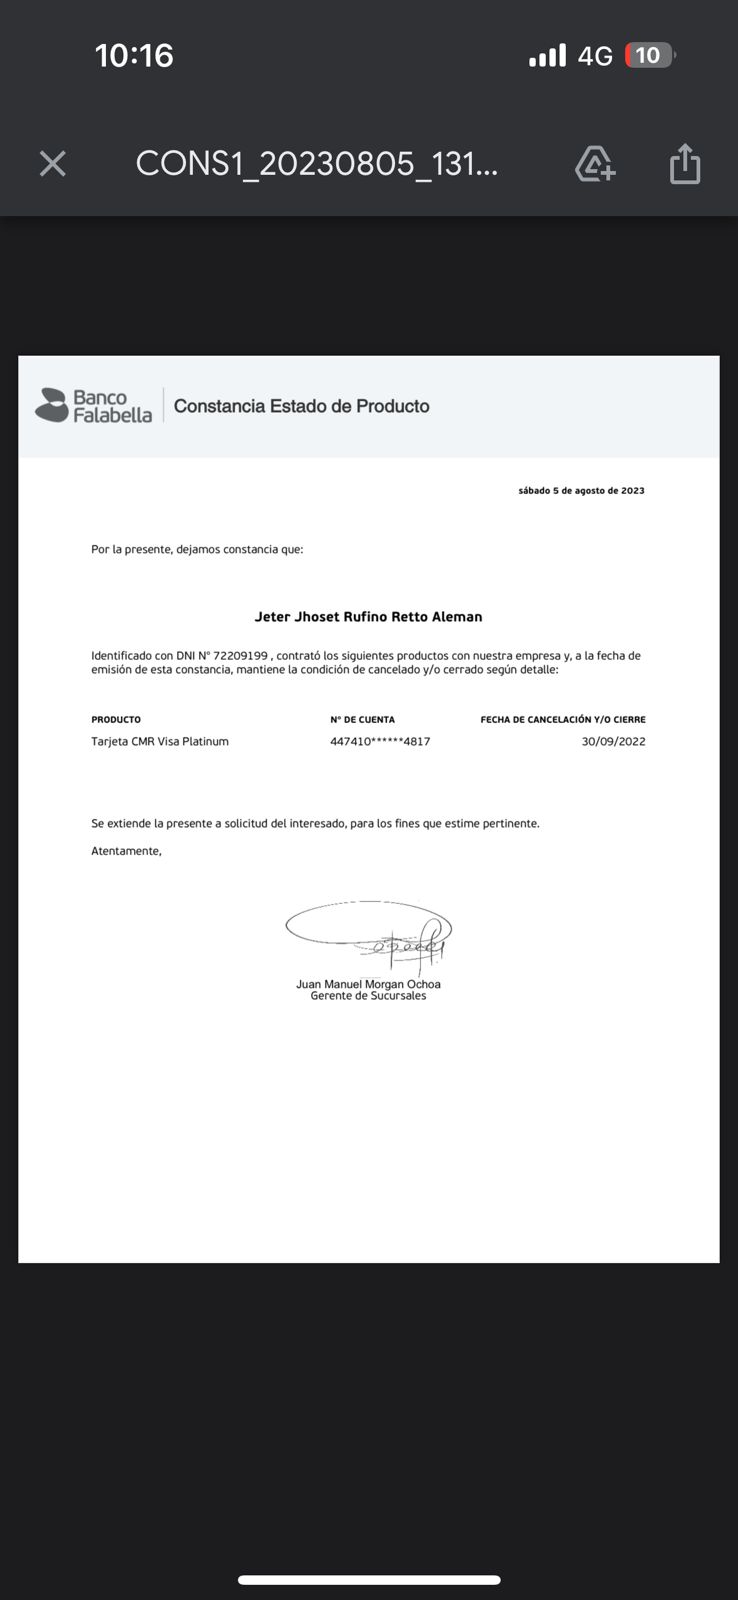 10:16
4G 10
CONS1_20230805_131...
Banco
Falabella
Constancia Estado de Producto
sábado 5 de agosto de 2023
Por la presente, dejamos constancia que:
Jeter Jhoset Rufino Retto Aleman
Identificado con DNI N° 72209199 , contrató los siguientes productos con nuestra empresa y, a la fecha de
emisión de esta constancia, mantiene la condición de cancelado y/o cerrado según detalle:
PRODUCTO N° DE CUENTA FECHA DE CANCELACIÓN Y/O CIERRE
Tarjeta CMR Visa Platinum 447410******4817 30/09/2022
Se extiende la presente a solicitud del interesado, para los fines que estime pertinente.
Atentamente,
Juan Manuel Morgan Ochoa
Gerente de Sucursales